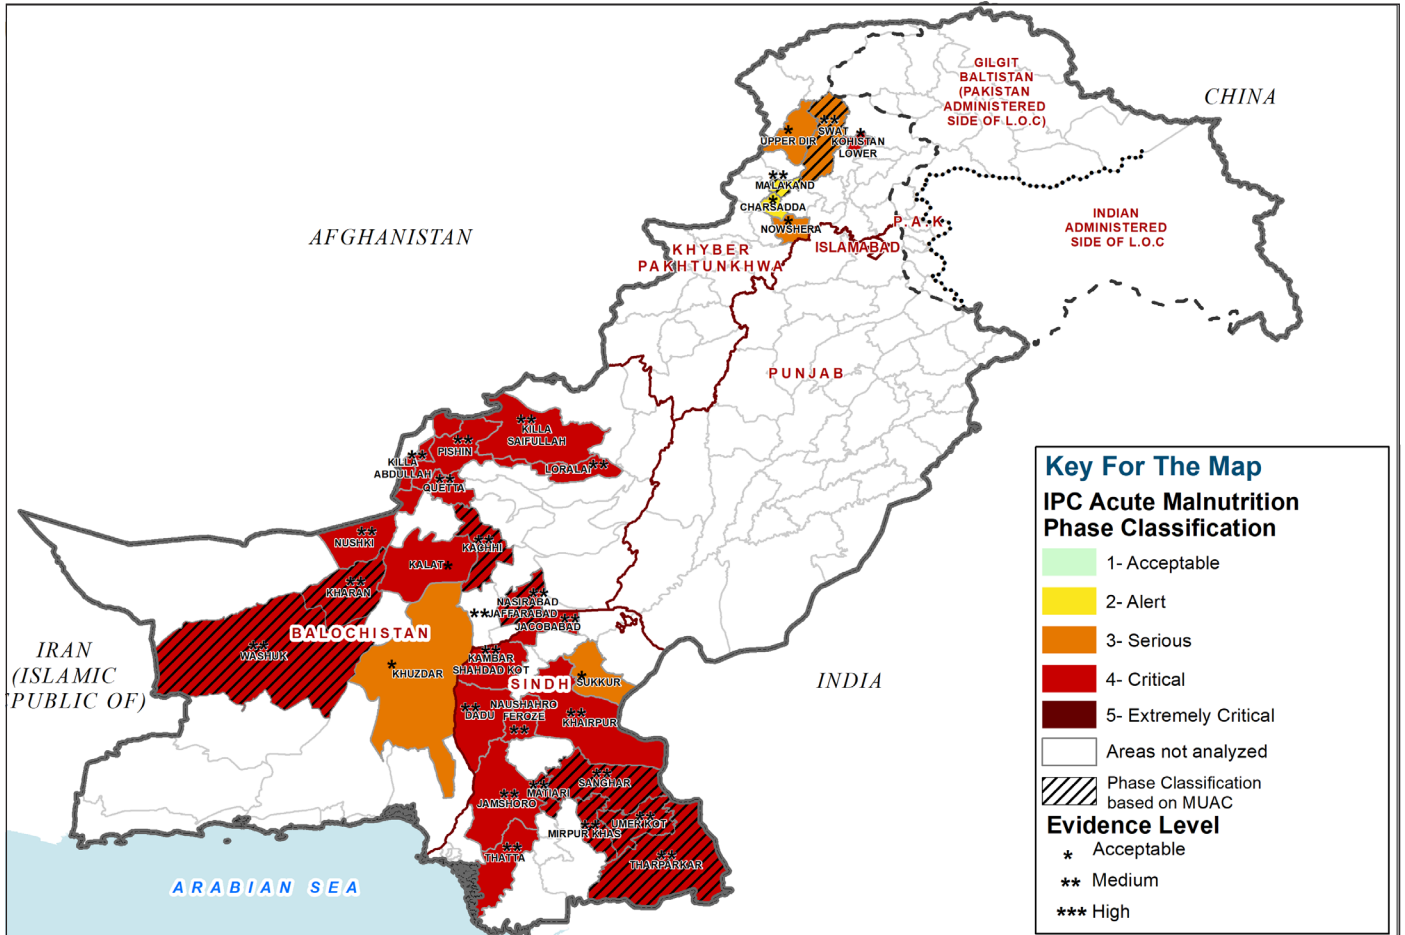 CHINA
GILGIT
BALTISTAN
(PAKISTAN
ADMINISTERED
SIDE OF L.O.C)
*
UPPER DIR
**
SWAT
*
KOHISTAN
LOWER
**
MALAKAND
*
CHARSADDA
*
NOWSHERA
INDIAN
ADMINISTERED
SIDE OF L.O.C
P A K
ISLAMABAD
KHYBER
PAKHTUNKHWA
AFGHANISTAN
PUNJAB
**
KILLA
SAIFULLAH
**
PISHIN
**
KILLA
ABDULLAH
LORALAI **
**
QUETTA
**
NUSHKI
**
KACHHI
KALAT *
**
KHARAN
**
NASIRABAD
** JAFFARABAD
**
JACOBABAD
BALOCHISTAN
**
WASHUK
*
KHUZDAR
**
KAMBAR
SHAHDAD KOT
SINDH
*
SUKKUR
**
DADU
NAUSHAHRO
FEROZE
**
**
KHAIRPUR
**
SANGHAR
**
MATIARI
**
JAMSHORO
**
MIRPUR KHAS
**
UMER KOT
**
THATTA
**
THARPARKAR
IRAN
(ISLAMIC
EPUBLIC OF)
INDIA
ARABIAN SEA
Key For The Map
IPC Acute Malnutrition
Phase Classification
1- Acceptable
2- Alert
3- Serious
4- Critical
5- Extremely Critical
Areas not analyzed
Phase Classification
based on MUAC
Evidence Level
* Acceptable
** Medium
*** High